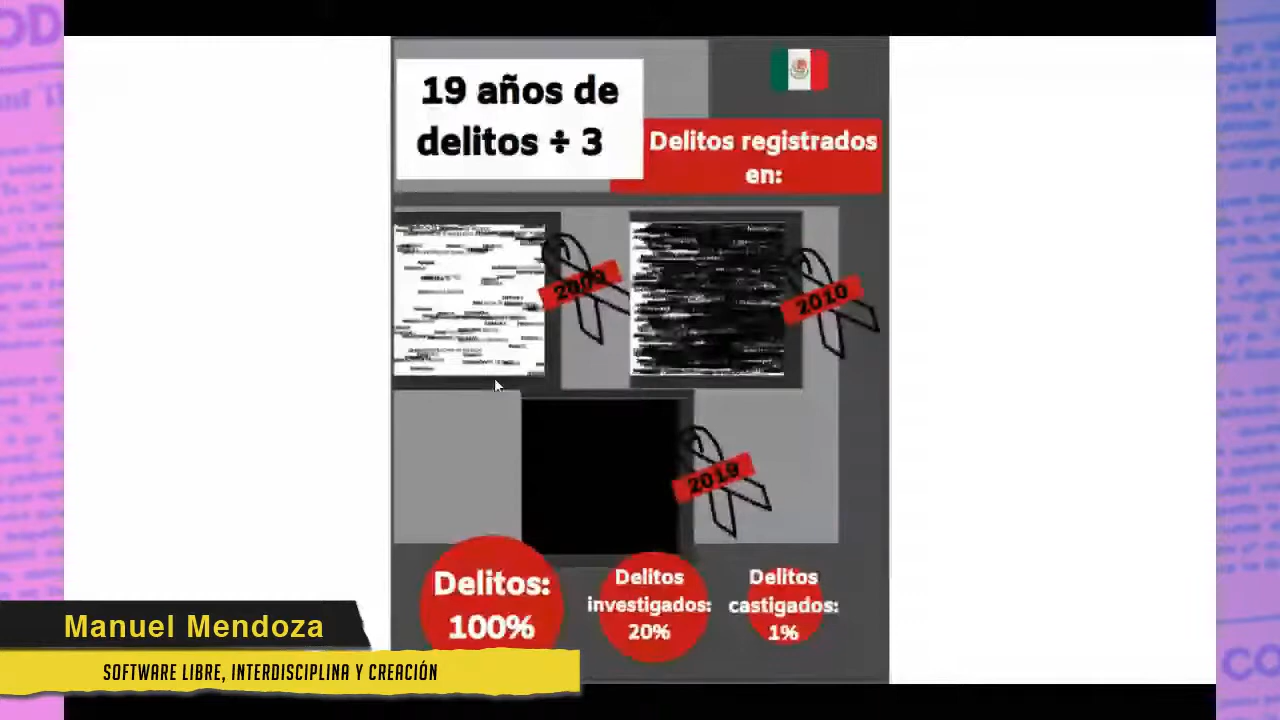 19 años de
delitos ÷ 3
Delitos registrados
en:
2010
2019
Delitos:
100%
Delitos
investigados:
20%
Delitos
castigados:
1%
Manuel Mendoza
SOFTWARE LIBRE, INTERDISCIPLINA Y CREACIÓN